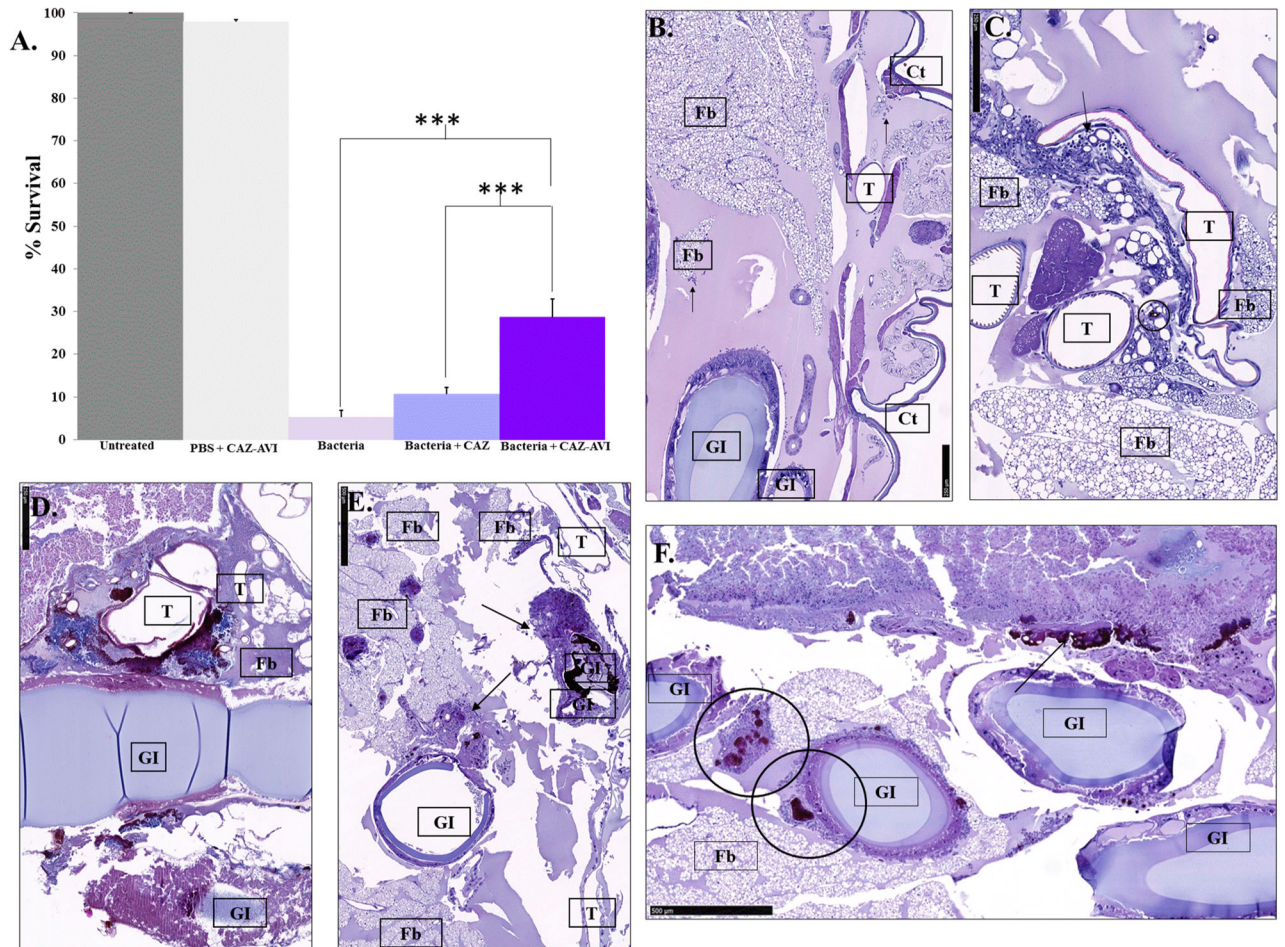 A.
% Survival
100
90
80
70
60
50
40
30
20
10
0
***
***
Untreated
PBS + CAZ-AVI
Bacteria
Bacteria + CAZ
Bacteria + CAZ-AVI
B.
Ct
Fb
T
Fb
Ct
GI
GI
C.
250 µm
Fb
T
T
T
Fb
Fb
D.
T
T
Fb
GI
GI
E.
Fb
Fb
T
Fb
GI
GI
GI
Fb
T
F.
GI
GI
GI
Fb
GI
500 µm